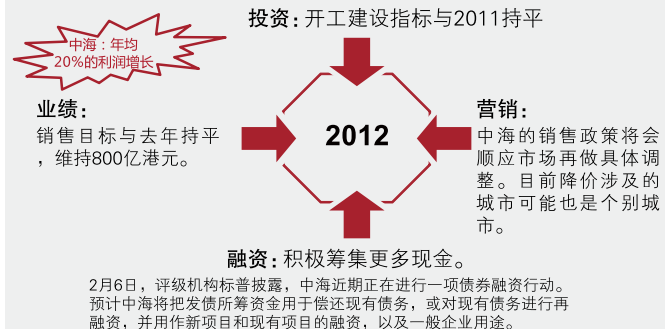 投资：开工建设指标与2011持平
中海：年均
20%的利润增长
业绩：
销售目标与去年持平
，维持800亿港元。
2012
营销：
中海的销售政策将会
顺应市场再做具体调
整。目前降价涉及的
城市可能也是个别城
市。
融资：积极筹集更多现金。
2月6日，评级机构标普披露，中海近期正在进行一项债券融资行动。
预计中海将把发债所筹资金用于偿还现有债务，或对现有债务进行再
融资，并用作新项目和现有项目的融资，以及一般企业用途。